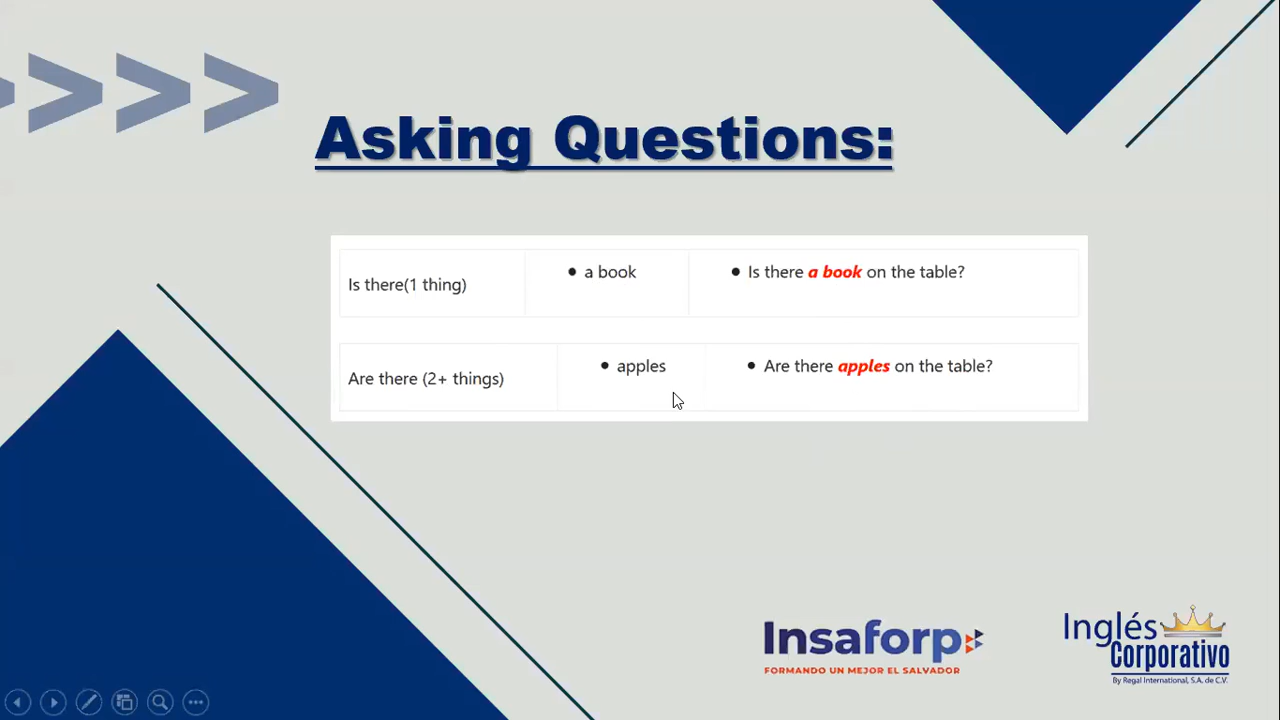 Asking Questions:
Is there(1 thing)
• a book
• Is there a book on the table?
Are there (2+ things)
• apples
• Are there apples on the table?
Insaforp
FORMANDO UN MEJOR EL SALVADOR
Inglés
Corporativo
By Regal International, S.A. de C.V.